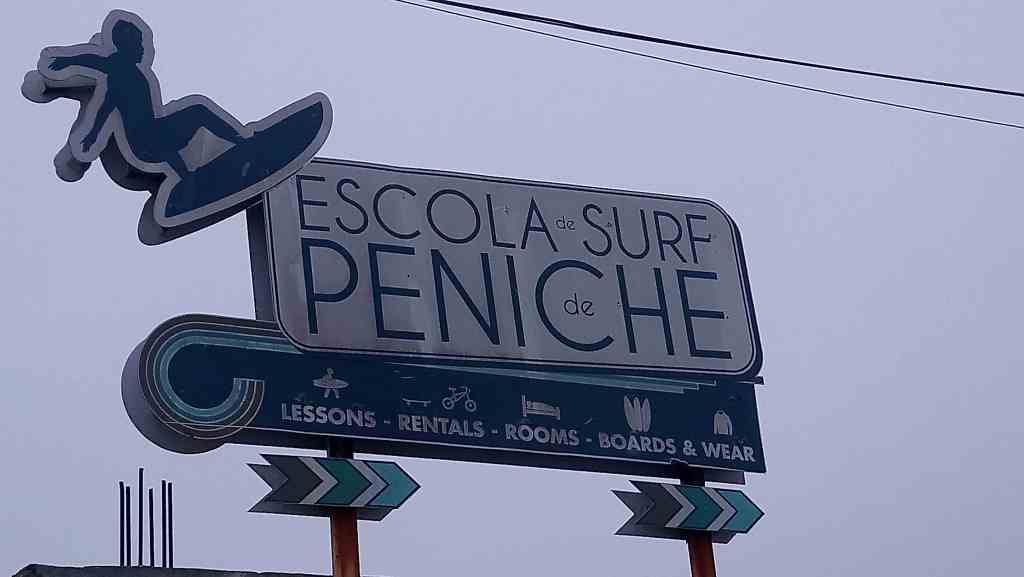 ESCOLA de SURF
de PENICHE
LESSONS - RENTALS - ROOMS - BOARDS & WEAR